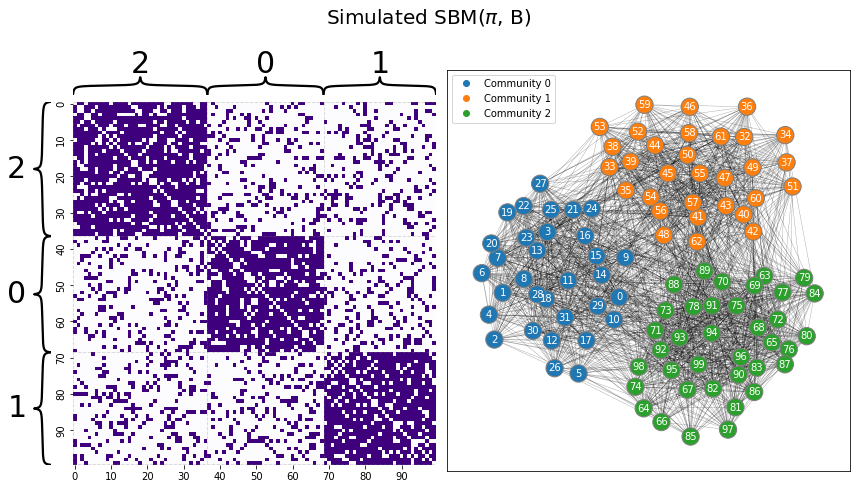 Simulated SBM(π, B)
2 0 1
2
0
1
0
10
20
30
40
50
60
70
80
90
0 10 20 30 40 50 60 70 80 90
Community 0
Community 1
Community 2
59 46 36
53 52 58 61 32 34
38 44 50
33 39 49 37
45 55 47 51
27 35 54 60
19 22 25 21 24 56 57 43 40
41
3 16 48 62 42
20 23 13
7 15 9
6 8 11 14 89 63 79
88 70 69 77 84
1 28 18 0
4 31 29 10 73 78 91 75 72
30 71 93 94 68 80
2 12 17 92 65 76
26 5 98 95 99 96 83 87
90
74 67 82 86
64 66 81
85 97